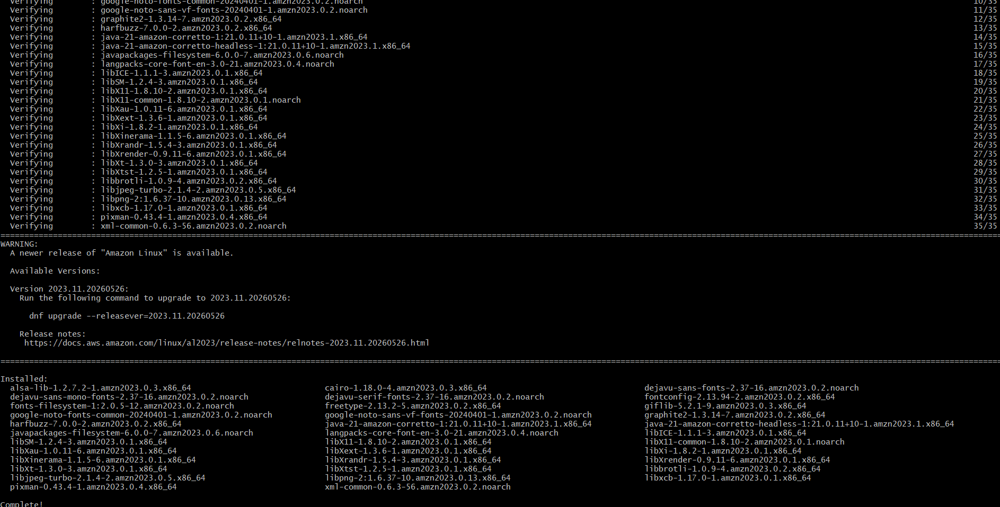 Verifying : google-noto-fonts-common-20240401-1.amzn2023.0.2.noarch 10/35
Verifying : google-noto-sans-vf-fonts-20240401-1.amzn2023.0.2.noarch 11/35
Verifying : graphite2-1.3.14-7.amzn2023.0.2.x86_64 12/35
Verifying : harfbuzz-7.0.0-2.amzn2023.0.2.x86_64 13/35
Verifying : java-21-amazon-corretto-1:21.0.11+10-1.amzn2023.1.x86_64 14/35
Verifying : java-21-amazon-corretto-headless-1:21.0.11+10-1.amzn2023.1.x86_64 15/35
Verifying : javapackages-filesystem-6.0.0-7.amzn2023.0.6.noarch 16/35
Verifying : langpacks-core-font-en-3.0-21.amzn2023.0.4.noarch 17/35
Verifying : libICE-1.1.1-3.amzn2023.0.1.x86_64 18/35
Verifying : libSM-1.2.4-3.amzn2023.0.1.x86_64 19/35
Verifying : libX11-1.8.10-2.amzn2023.0.1.x86_64 20/35
Verifying : libX11-common-1.8.10-2.amzn2023.0.1.noarch 21/35
Verifying : libXau-1.0.11-6.amzn2023.0.1.x86_64 22/35
Verifying : libXext-1.3.6-1.amzn2023.0.1.x86_64 23/35
Verifying : libXi-1.8.2-1.amzn2023.0.1.x86_64 24/35
Verifying : libXinerama-1.1.5-6.amzn2023.0.1.x86_64 25/35
Verifying : libXrandr-1.5.4-3.amzn2023.0.1.x86_64 26/35
Verifying : libXrender-0.9.11-6.amzn2023.0.1.x86_64 27/35
Verifying : libXt-1.3.0-3.amzn2023.0.1.x86_64 28/35
Verifying : libXtst-1.2.5-1.amzn2023.0.1.x86_64 29/35
Verifying : libbrotli-1.0.9-4.amzn2023.0.2.x86_64 30/35
Verifying : libjpeg-turbo-2.1.4-2.amzn2023.0.5.x86_64 31/35
Verifying : libpng-2:1.6.37-10.amzn2023.0.13.x86_64 32/35
Verifying : libxcb-1.17.0-1.amzn2023.0.1.x86_64 33/35
Verifying : pixman-0.43.4-1.amzn2023.0.4.x86_64 34/35
Verifying : xml-common-0.6.3-56.amzn2023.0.2.noarch 35/35
WARNING:
A newer release of "Amazon Linux" is available.
Available Versions:
Version 2023.11.20260526:
Run the following command to upgrade to 2023.11.20260526:
dnf upgrade --releasever=2023.11.20260526
Release notes:
https://docs.aws.amazon.com/linux/al2023/release-notes/relnotes-2023.11.20260526.html
Installed:
alsa-lib-1.2.7.2-1.amzn2023.0.3.x86_64 cairo-1.18.0-4.amzn2023.0.3.x86_64 dejavu-sans-fonts-2.37-16.amzn2023.0.2.noarch
dejavu-sans-mono-fonts-2.37-16.amzn2023.0.2.noarch dejavu-serif-fonts-2.37-16.amzn2023.0.2.noarch fontconfig-2.13.94-2.amzn2023.0.2.x86_64
fonts-filesystem-1:2.0.5-12.amzn2023.0.2.noarch freetype-2.13.2-5.amzn2023.0.2.x86_64 giflib-5.2.1-9.amzn2023.0.3.x86_64
google-noto-fonts-common-20240401-1.amzn2023.0.2.noarch google-noto-sans-vf-fonts-20240401-1.amzn2023.0.2.noarch graphite2-1.3.14-7.amzn2023.0.2.x86_64
harfbuzz-7.0.0-2.amzn2023.0.2.x86_64 java-21-amazon-corretto-1:21.0.11+10-1.amzn2023.1.x86_64 java-21-amazon-corretto-headless-1:21.0.11+10-1.amzn2023.1.x86_64
javapackages-filesystem-6.0.0-7.amzn2023.0.6.noarch langpacks-core-font-en-3.0-21.amzn2023.0.4.noarch libICE-1.1.1-3.amzn2023.0.1.x86_64
libSM-1.2.4-3.amzn2023.0.1.x86_64 libX11-1.8.10-2.amzn2023.0.1.x86_64 libX11-common-1.8.10-2.amzn2023.0.1.noarch
libXau-1.0.11-6.amzn2023.0.1.x86_64 libXext-1.3.6-1.amzn2023.0.1.x86_64 libXi-1.8.2-1.amzn2023.0.1.x86_64
libXinerama-1.1.5-6.amzn2023.0.1.x86_64 libXrandr-1.5.4-3.amzn2023.0.1.x86_64 libXrender-0.9.11-6.amzn2023.0.1.x86_64
libXt-1.3.0-3.amzn2023.0.1.x86_64 libXtst-1.2.5-1.amzn2023.0.1.x86_64 libbrotli-1.0.9-4.amzn2023.0.2.x86_64
libjpeg-turbo-2.1.4-2.amzn2023.0.5.x86_64 libpng-2:1.6.37-10.amzn2023.0.13.x86_64 libxcb-1.17.0-1.amzn2023.0.1.x86_64
pixman-0.43.4-1.amzn2023.0.4.x86_64 xml-common-0.6.3-56.amzn2023.0.2.noarch
Complete!